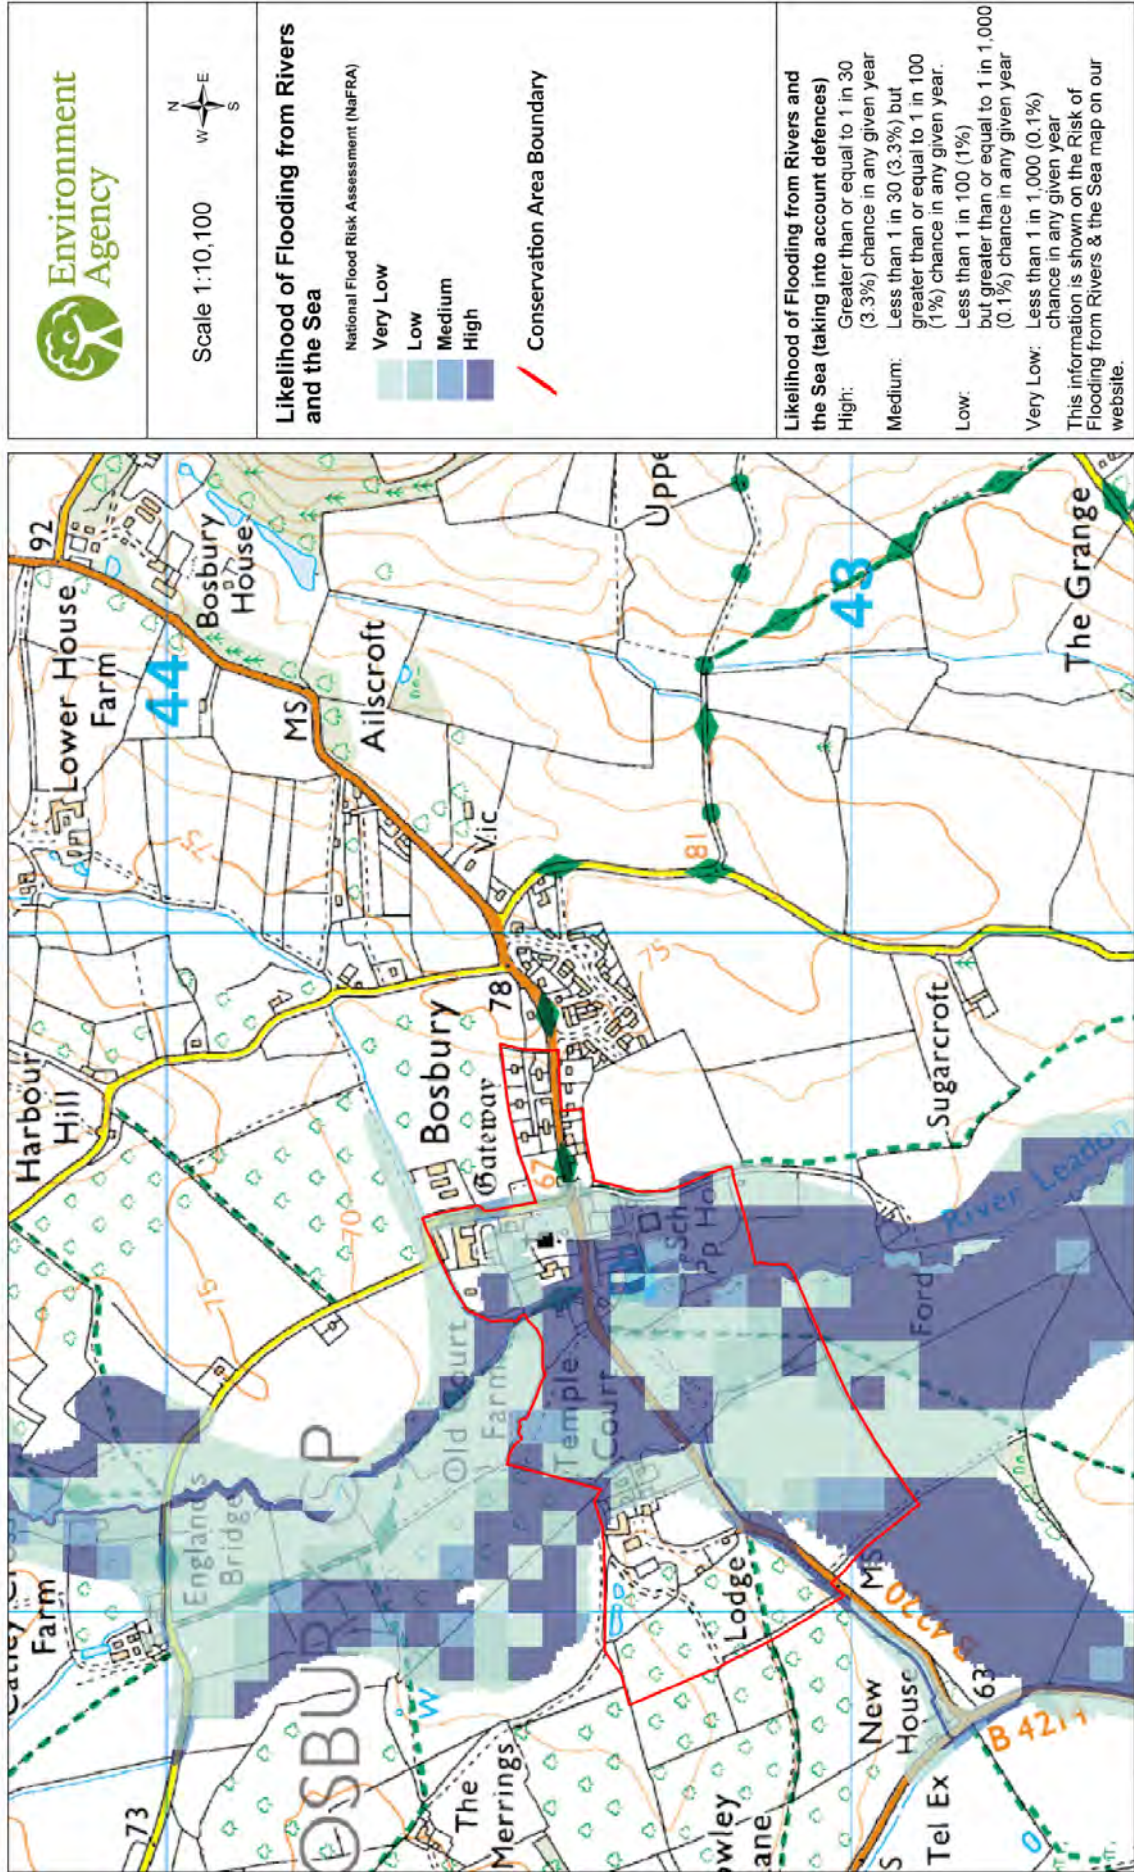 Environment
Agency
Scale 1:10,100
N
W
E
S
Likelihood of Flooding from Rivers
and the Sea
National Flood Risk Assessment (NaFRA)
Very Low
Low
Medium
High
Conservation Area Boundary
Likelihood of Flooding from Rivers and
the Sea (taking into account defences)
High: Greater than or equal to 1 in 30
(3.3%) chance in any given year
Medium: Less than 1 in 30 (3.3%) but
greater than or equal to 1 in 100
(1%) chance in any given year.
Low: Less than 1 in 100 (1%)
but greater than or equal to 1 in 1,000
(0.1%) chance in any given year
Very Low: Less than 1 in 1,000 (0.1%)
chance in any given year
This information is shown on the Risk of
Flooding from Rivers & the Sea map on our
website.
73
Farm
Englands
Bridge
OSBURY CP
Harbour
Hill
75
70
Lower House
Farm
75
44
92
Bosbury
House
MS
Ailscroft
Vic
78
Bosbury
Gateway
67
Old Court
Farm
Temple
Court
Sch
Pp Ho
The
Merrings
W
Lodge
MS
New
House
B 4220
63
B 4214
Tel Ex
S
owley
ane
Ford
River Leadon
Sugarcroft
75
81
43
Uppe
The Grange